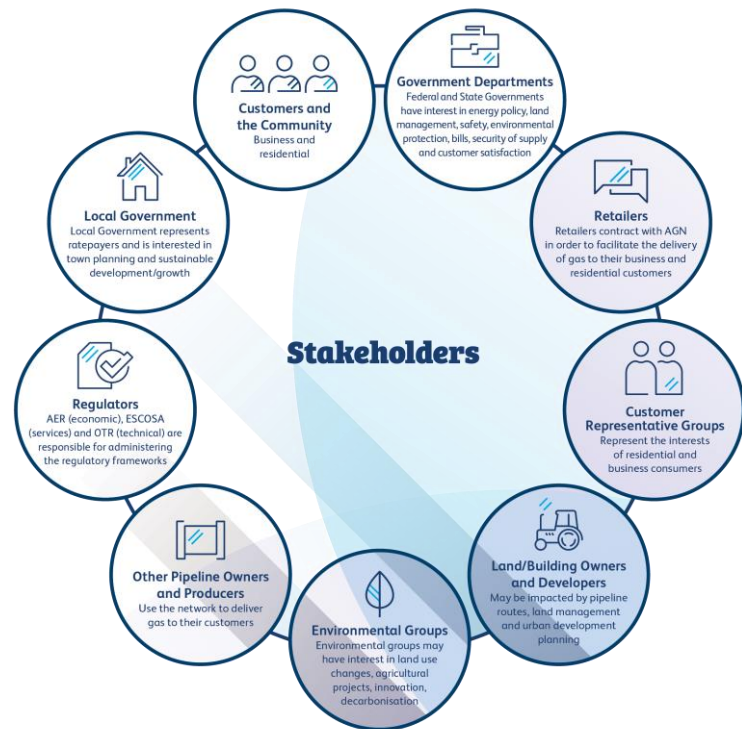 Customers and
the Community
Business and
residential
Government Departments
Federal and State Governments
have interest in energy policy, land
management, safety, environmental
protection, bills, security of supply
and customer satisfaction
Local Government
Local Government represents
ratepayers and is interested in
town planning and sustainable
development/growth
Retailers
Retailers contract with AGN
in order to facilitate the delivery
of gas to their business and
residential customers
Stakeholders
Regulators
AER (economic), ESCOSA
(services) and OTR (technical) are
responsible for administering
the regulatory frameworks
Customer
Representative Groups
Represent the interests
of residential and
business consumers
Other Pipeline Owners
and Producers
Use the network to deliver
gas to their customers
Land/Building Owners
and Developers
May be impacted by pipeline
routes, land management
and urban development
planning
Environmental Groups
Environmental groups may
have interest in land use
changes, agricultural
projects, innovation,
decarbonisation